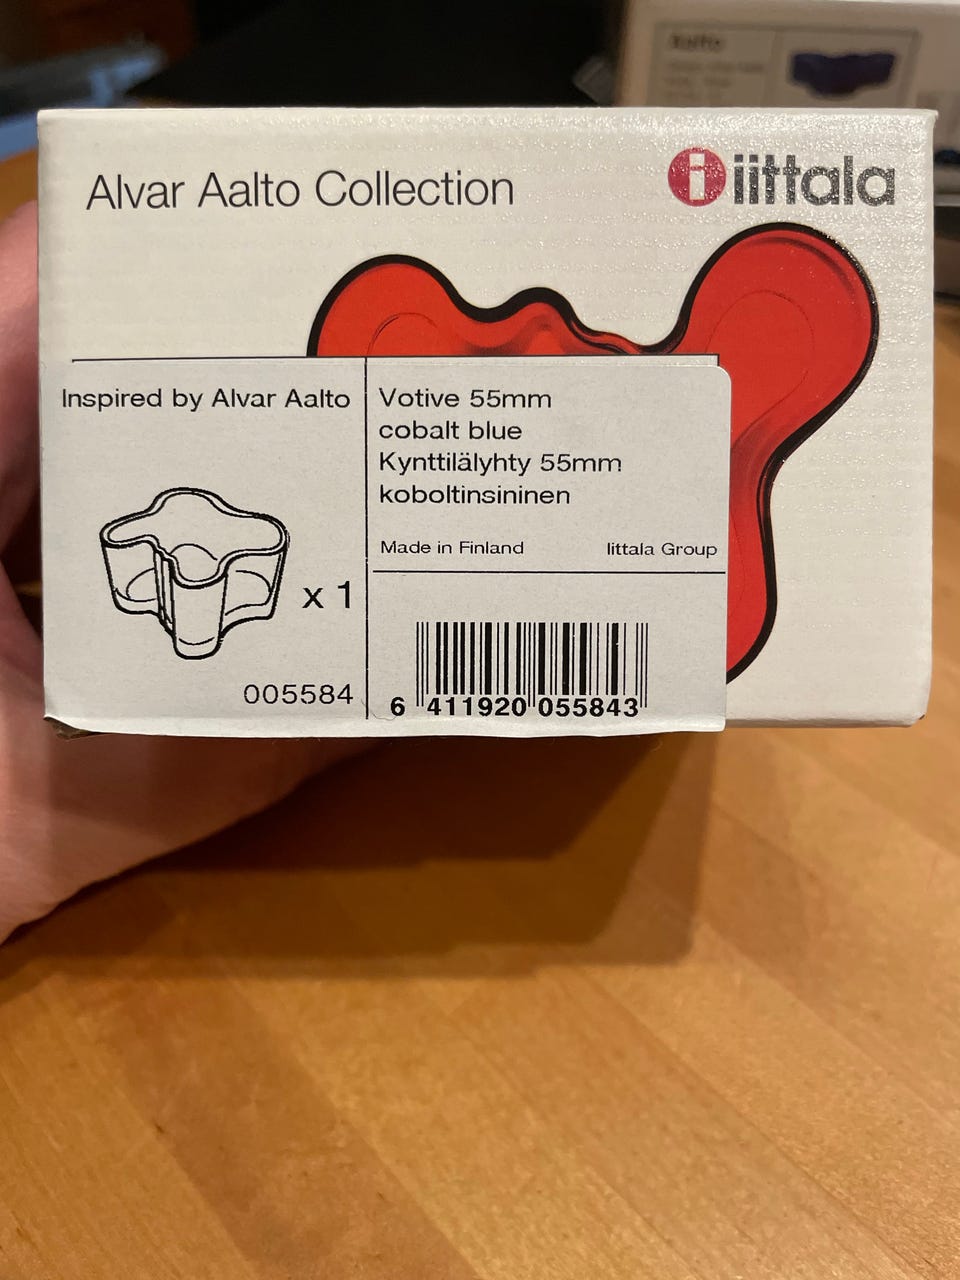 Aalto
Alvar Aalto Collection
i iittala
Inspired by Alvar Aalto
x 1
005584
Votive 55mm
cobalt blue
Kynttilälyhty 55mm
koboltinsininen
Made in Finland
Iittala Group
6 411920 055843